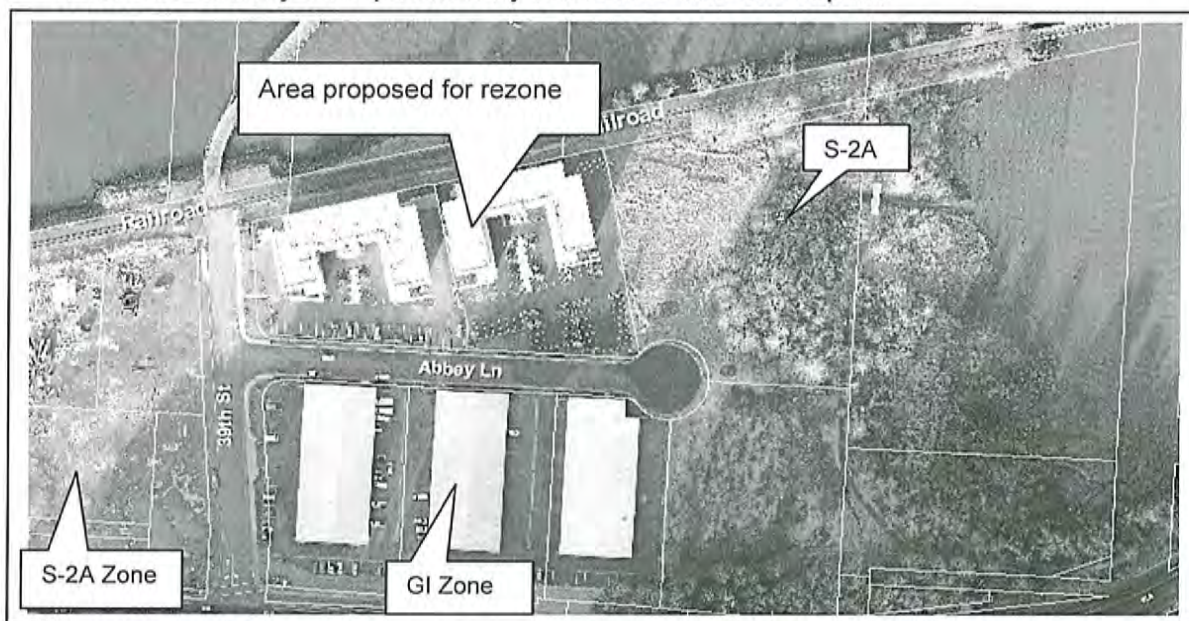 Area proposed for rezone
Railroad
S-2A
Railroad
Abbey Ln
39th St
S-2A Zone
GI Zone